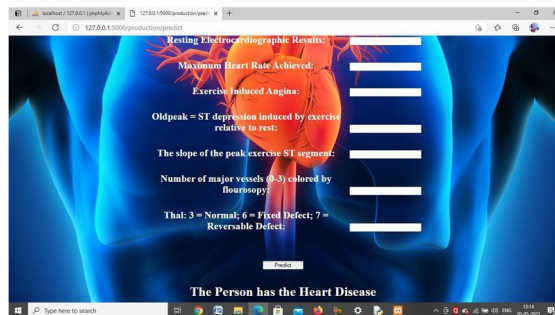 localhost / 127.0.0.1 | phpMyAd
127.0.0.1:5000/production/pred
127.0.0.1:5000/production/predict
Resting Electrocardiographic Results:
Maximum Heart Rate Achieved:
Exercise Induced Angina:
Oldpeak = ST depression induced by exercise
relative to rest:
The slope of the peak exercise ST segment:
Number of major vessels (0-3) colored by
flourosopy:
Thal: 3 = Normal; 6 = Fixed Defect; 7 =
Reversable Defect:
Predict
The Person has the Heart Disease
Type here to search
ENG
13:14